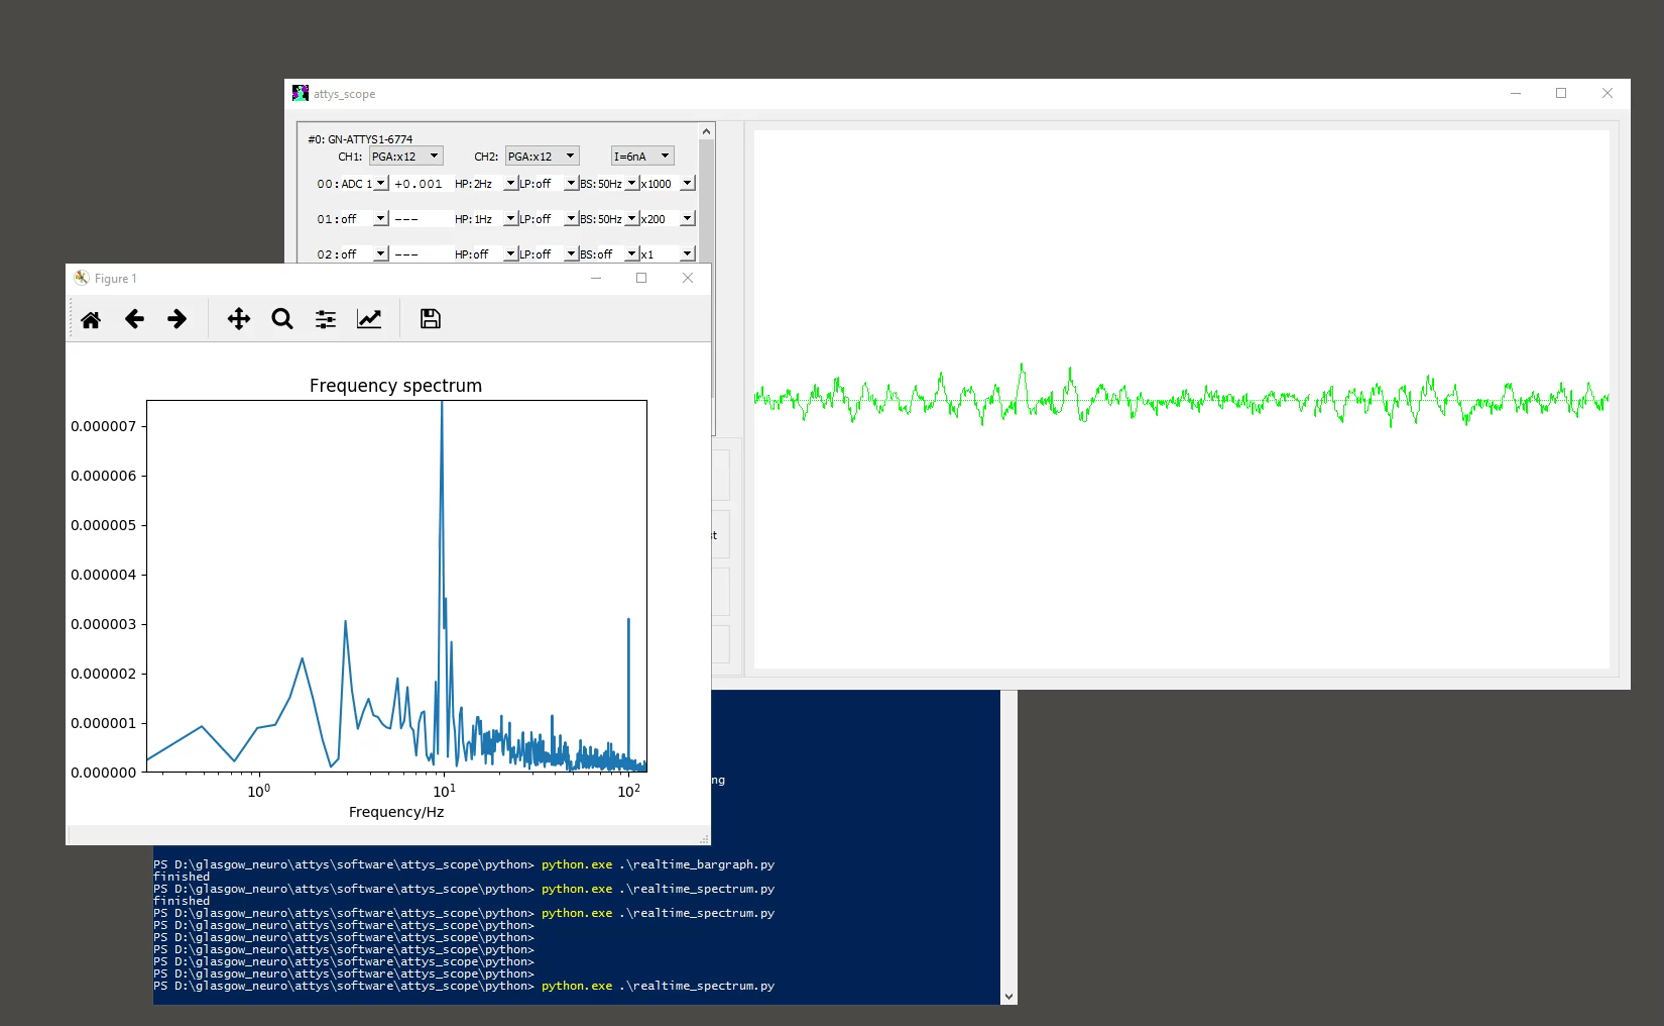 attys_scope
#0: GN-ATTYS1-6774
CH1: PGA:x12 CH2: PGA:x12 I=6nA
00: ADC 1 +0.001 HP: 2Hz LP: off BS: 50Hz x1000
01: off --- HP: 1Hz LP: off BS: 50Hz x200
02: off --- HP: off LP: off BS: off x1
Figure 1
Frequency spectrum
0.000007
0.000006
0.000005
0.000004
0.000003
0.000002
0.000001
0.000000
10⁰ 10¹ 10²
Frequency/Hz
st
ng
PS D:\glasgow_neuro\attys\software\attys_scope\python> python.exe .\realtime_bargraph.py
finished
PS D:\glasgow_neuro\attys\software\attys_scope\python> python.exe .\realtime_spectrum.py
finished
PS D:\glasgow_neuro\attys\software\attys_scope\python> python.exe .\realtime_spectrum.py
PS D:\glasgow_neuro\attys\software\attys_scope\python>
PS D:\glasgow_neuro\attys\software\attys_scope\python>
PS D:\glasgow_neuro\attys\software\attys_scope\python>
PS D:\glasgow_neuro\attys\software\attys_scope\python>
PS D:\glasgow_neuro\attys\software\attys_scope\python>
PS D:\glasgow_neuro\attys\software\attys_scope\python> python.exe .\realtime_spectrum.py